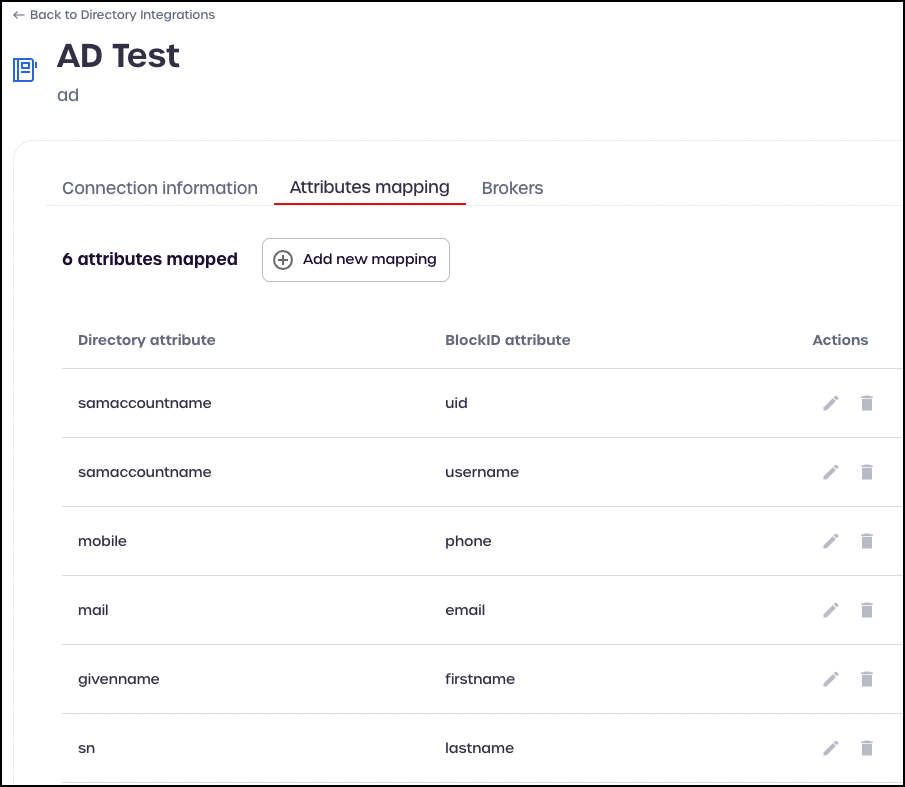 ← Back to Directory Integrations
AD Test
ad
Connection information Attributes mapping Brokers
6 attributes mapped Add new mapping
Directory attribute BlockID attribute Actions
samaccountname uid
samaccountname username
mobile phone
mail email
givenname firstname
sn lastname